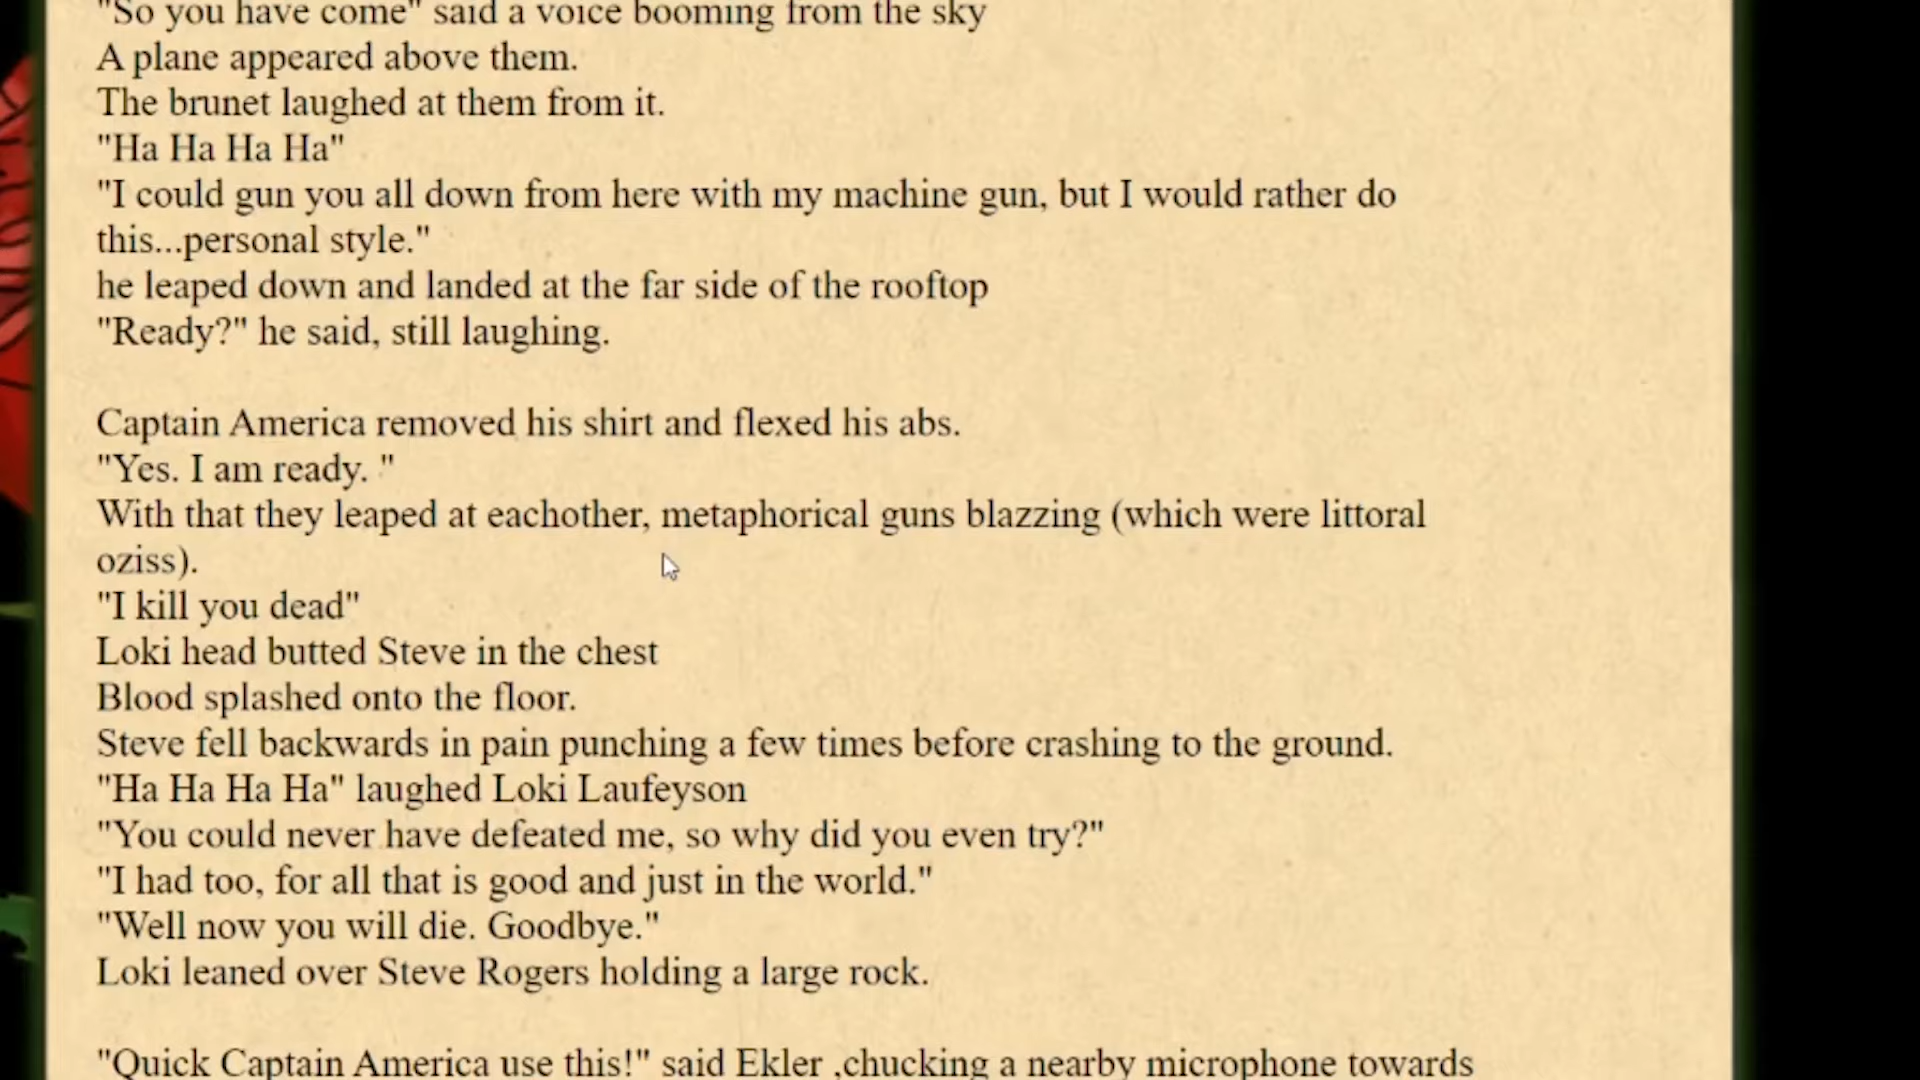 "So you have come" said a voice booming from the sky
A plane appeared above them.
The brunet laughed at them from it.
"Ha Ha Ha Ha"
"I could gun you all down from here with my machine gun, but I would rather do
this...personal style."
he leaped down and landed at the far side of the rooftop
"Ready?" he said, still laughing.
Captain America removed his shirt and flexed his abs.
"Yes. I am ready. "
With that they leaped at eachother, metaphorical guns blazzing (which were littoral
oziss).
"I kill you dead"
Loki head butted Steve in the chest
Blood splashed onto the floor.
Steve fell backwards in pain punching a few times before crashing to the ground.
"Ha Ha Ha Ha" laughed Loki Laufeyson
"You could never have defeated me, so why did you even try?"
"I had too, for all that is good and just in the world."
"Well now you will die. Goodbye."
Loki leaned over Steve Rogers holding a large rock.
"Quick Captain America use this!" said Ekler ,chucking a nearby microphone towards